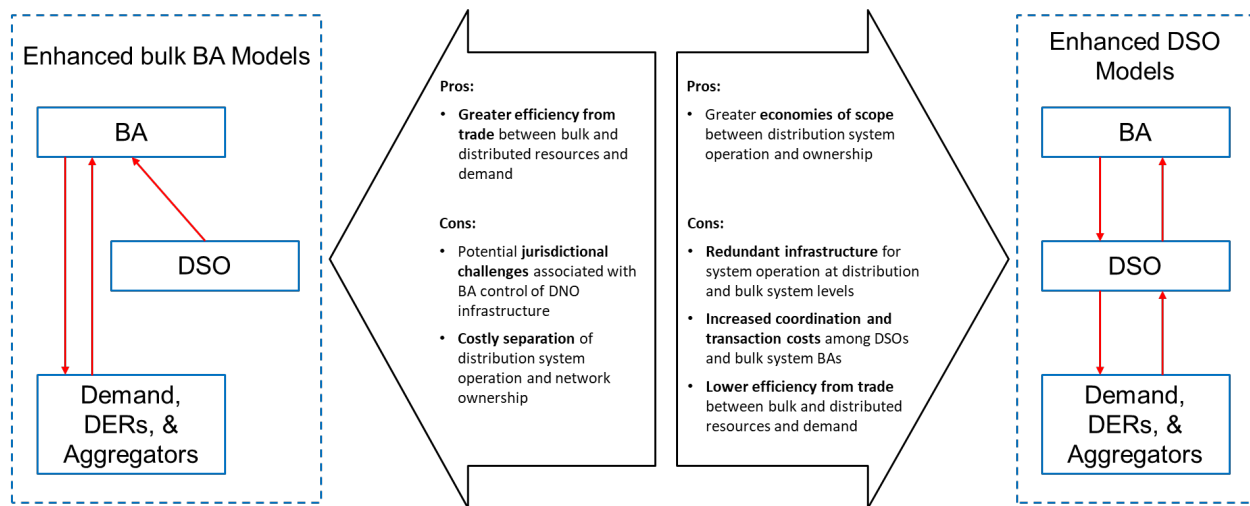 Enhanced bulk BA Models
BA
DSO
Demand,
DERs, &
Aggregators
Pros:
• Greater efficiency from
trade between bulk and
distributed resources and
demand
Cons:
• Potential jurisdictional
challenges associated with
BA control of DNO
infrastructure
• Costly separation of
distribution system
operation and network
ownership
Pros:
• Greater economies of scope
between distribution system
operation and ownership
Cons:
• Redundant infrastructure for
system operation at distribution
and bulk system levels
• Increased coordination and
transaction costs among DSOs
and bulk system BAs
• Lower efficiency from trade
between bulk and distributed
resources and demand
Enhanced DSO
Models
BA
DSO
Demand,
DERs, &
Aggregators